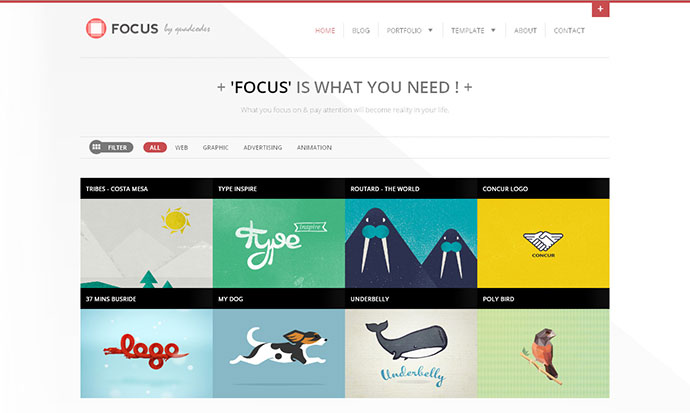 +
FOCUS by quadcodes
HOME BLOG PORTFOLIO TEMPLATE ABOUT CONTACT
+ 'FOCUS' IS WHAT YOU NEED ! +
What you focus on & pay attention will become reality in your life.
FILTER ALL WEB GRAPHIC ADVERTISING ANIMATION
TRIBES - COSTA MESA TYPE INSPIRE ROUTARD - THE WORLD CONCUR LOGO
type inspire
CONCUR
37 MINS BUSRIDE MY DOG UNDERBELLY POLY BIRD
logo
Underbelly